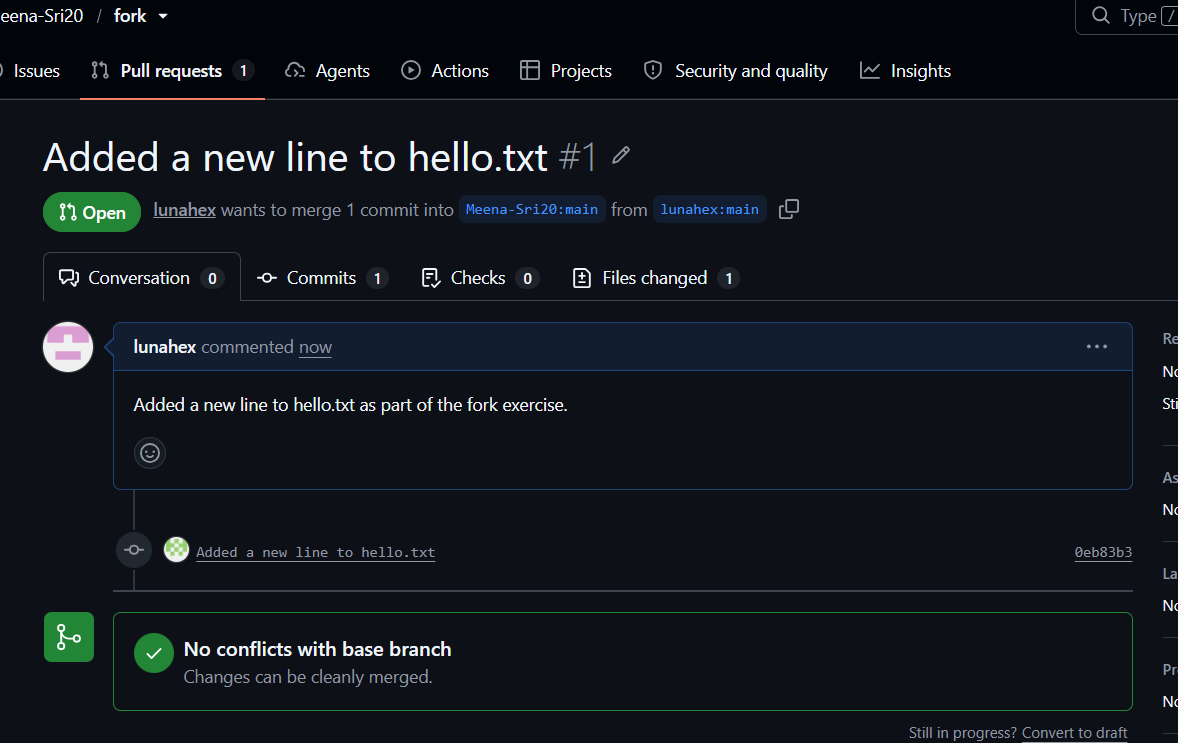 eena-Sri20 / fork
Type /
Issues Pull requests 1 Agents Actions Projects Security and quality Insights
Added a new line to hello.txt #1
Open lunahex wants to merge 1 commit into Meena-Sri20:main from lunahex:main
Conversation 0 Commits 1 Checks 0 Files changed 1
lunahex commented now
Added a new line to hello.txt as part of the fork exercise.
Added a new line to hello.txt 0eb83b3
No conflicts with base branch
Changes can be cleanly merged.
Still in progress? Convert to draft